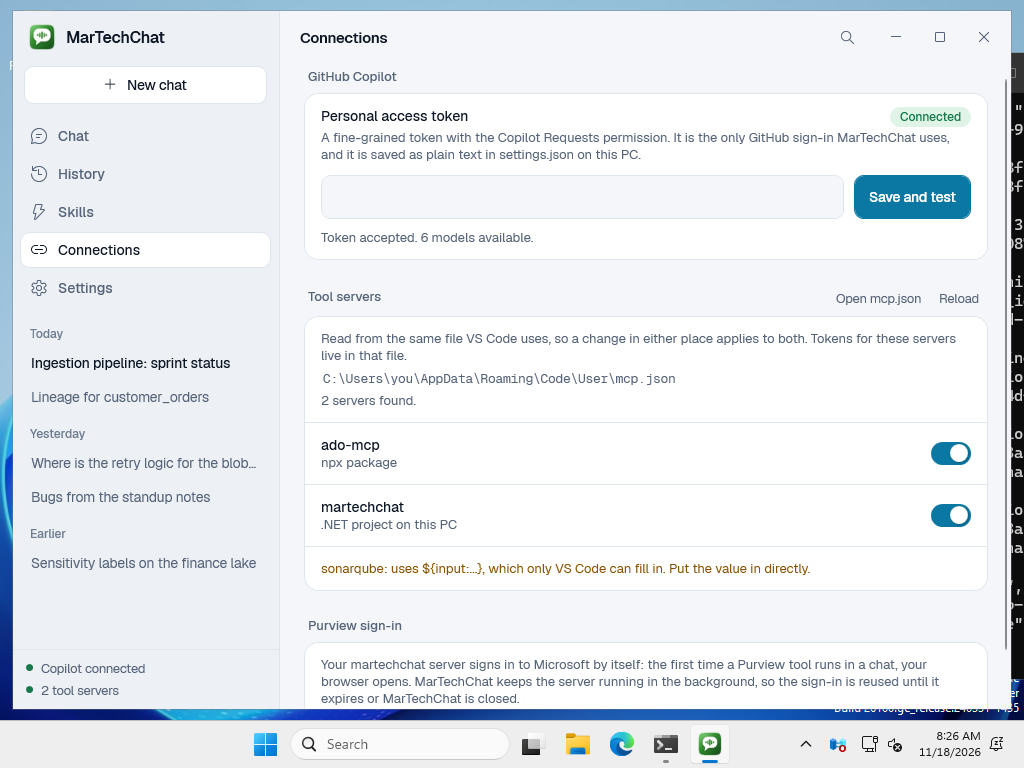 MarTechChat
Connections
New chat
Chat
History
Skills
Connections
Settings
Today
Ingestion pipeline: sprint status
Lineage for customer_orders
Yesterday
Where is the retry logic for the blob...
Bugs from the standup notes
Earlier
Sensitivity labels on the finance lake
Copilot connected
2 tool servers
GitHub Copilot
Personal access token
Connected
A fine-grained token with the Copilot Requests permission. It is the only GitHub sign-in MarTechChat uses,
and it is saved as plain text in settings.json on this PC.
Save and test
Token accepted. 6 models available.
Tool servers
Open mcp.json
Reload
Read from the same file VS Code uses, so a change in either place applies to both. Tokens for these servers
live in that file.
C:\Users\you\AppData\Roaming\Code\User\mcp.json
2 servers found.
ado-mcp
npx package
martechchat
.NET project on this PC
sonarqube: uses ${input:...}, which only VS Code can fill in. Put the value in directly.
Purview sign-in
Your martechchat server signs in to Microsoft by itself: the first time a Purview tool runs in a chat, your
browser opens. MarTechChat keeps the server running in the background, so the sign-in is reused until it
expires or MarTechChat is closed.
Search
8:26 AM
11/18/2026